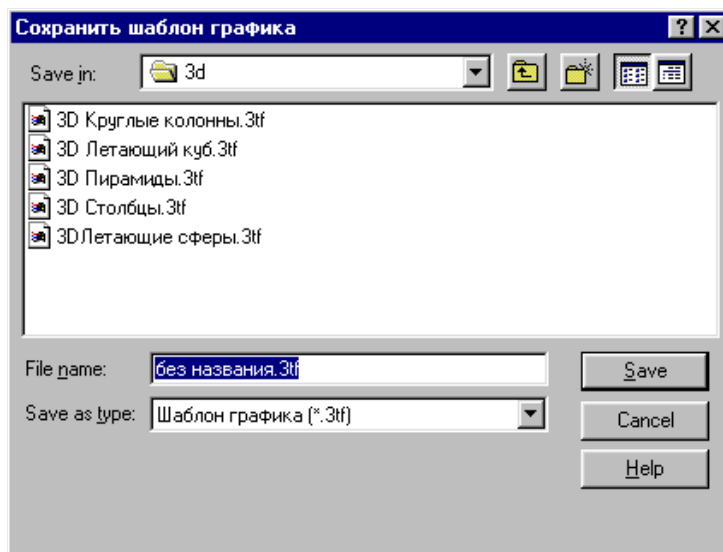 Сохранить шаблон графика
Save in: 3d
3D Круглые колонны.3tf
3D Летающий куб.3tf
3D Пирамиды.3tf
3D Столбцы.3tf
3DЛетающие сферы.3tf
File name: без названия.3tf
Save
Save as type: Шаблон графика (*.3tf)
Cancel
Help